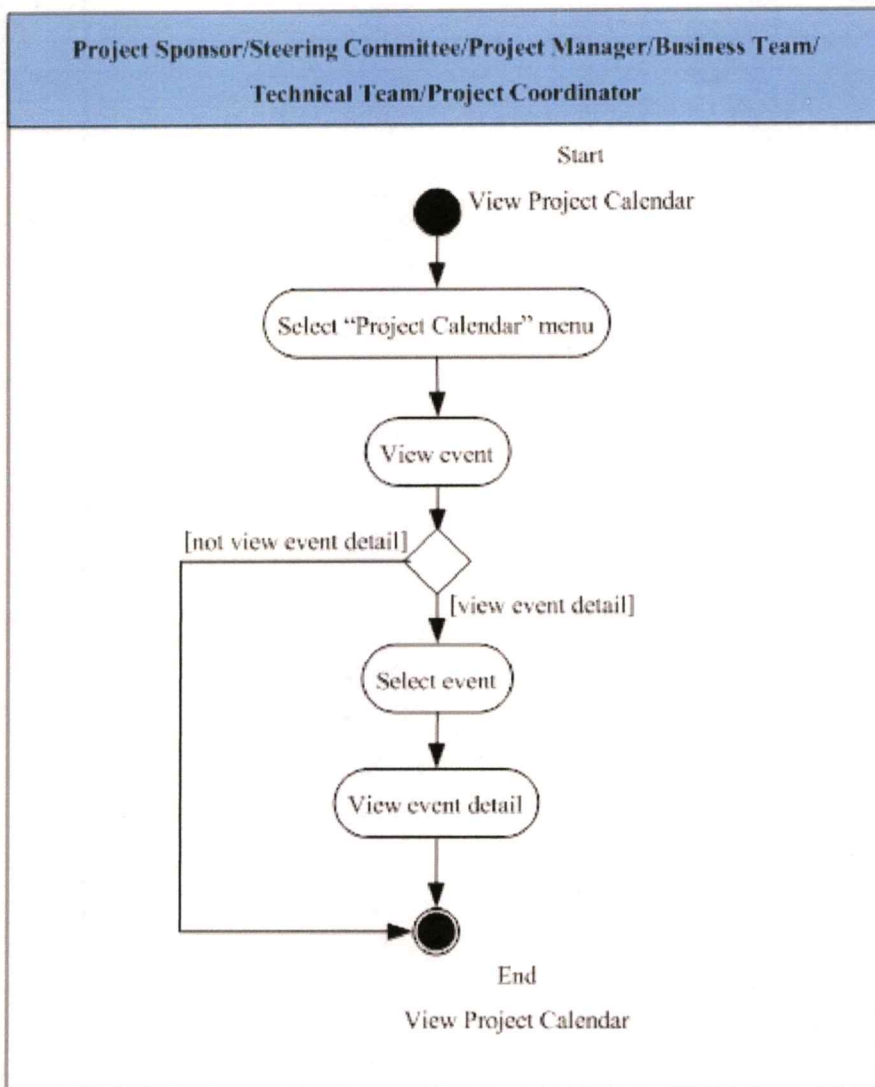 Project Sponsor/Steering Committee/Project Manager/Business Team/
Technical Team/Project Coordinator
Start
View Project Calendar
Select “Project Calendar” menu
View event
[not view event detail]
[view event detail]
Select event
View event detail
End
View Project Calendar